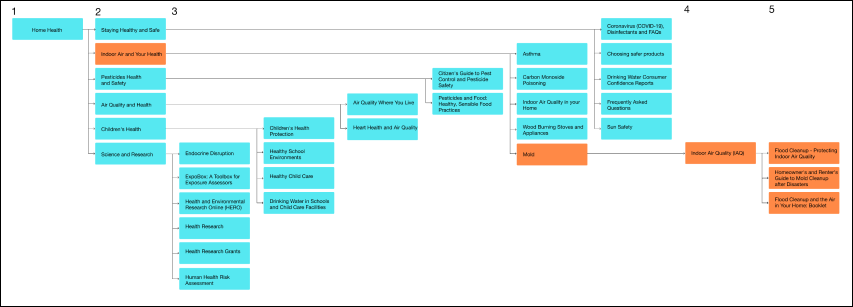 1
2
3
4
5
Home Health
Staying Healthy and Safe
Indoor Air and Your Health
Pesticides Health
and Safety
Air Quality and Health
Children's Health
Science and Research
Endocrine Disruption
ExpoBox: A Toolbox for
Exposure Assessors
Health and Environmental
Research Online (HERO)
Health Research
Health Research Grants
Human Health Risk
Assessment
Children's Health
Protection
Healthy School
Environments
Healthy Child Care
Drinking Water in Schools
and Child Care Facilities
Air Quality Where You Live
Heart Health and Air Quality
Citizen's Guide to Pest
Control and Pesticide
Safety
Pesticides and Food:
Healthy, Sensible Food
Practices
Asthma
Carbon Monoxide
Poisoning
Indoor Air Quality in your
Home
Wood Burning Stoves and
Appliances
Mold
Coronavirus (COVID-19),
Disinfectants and FAQs
Choosing safer products
Drinking Water Consumer
Confidence Reports
Frequently Asked
Questions
Sun Safety
Indoor Air Quality (IAQ)
Flood Cleanup - Protecting
Indoor Air Quality
Homeowner's and Renter's
Guide to Mold Cleanup
after Disasters
Flood Cleanup and the Air
in Your Home: Booklet